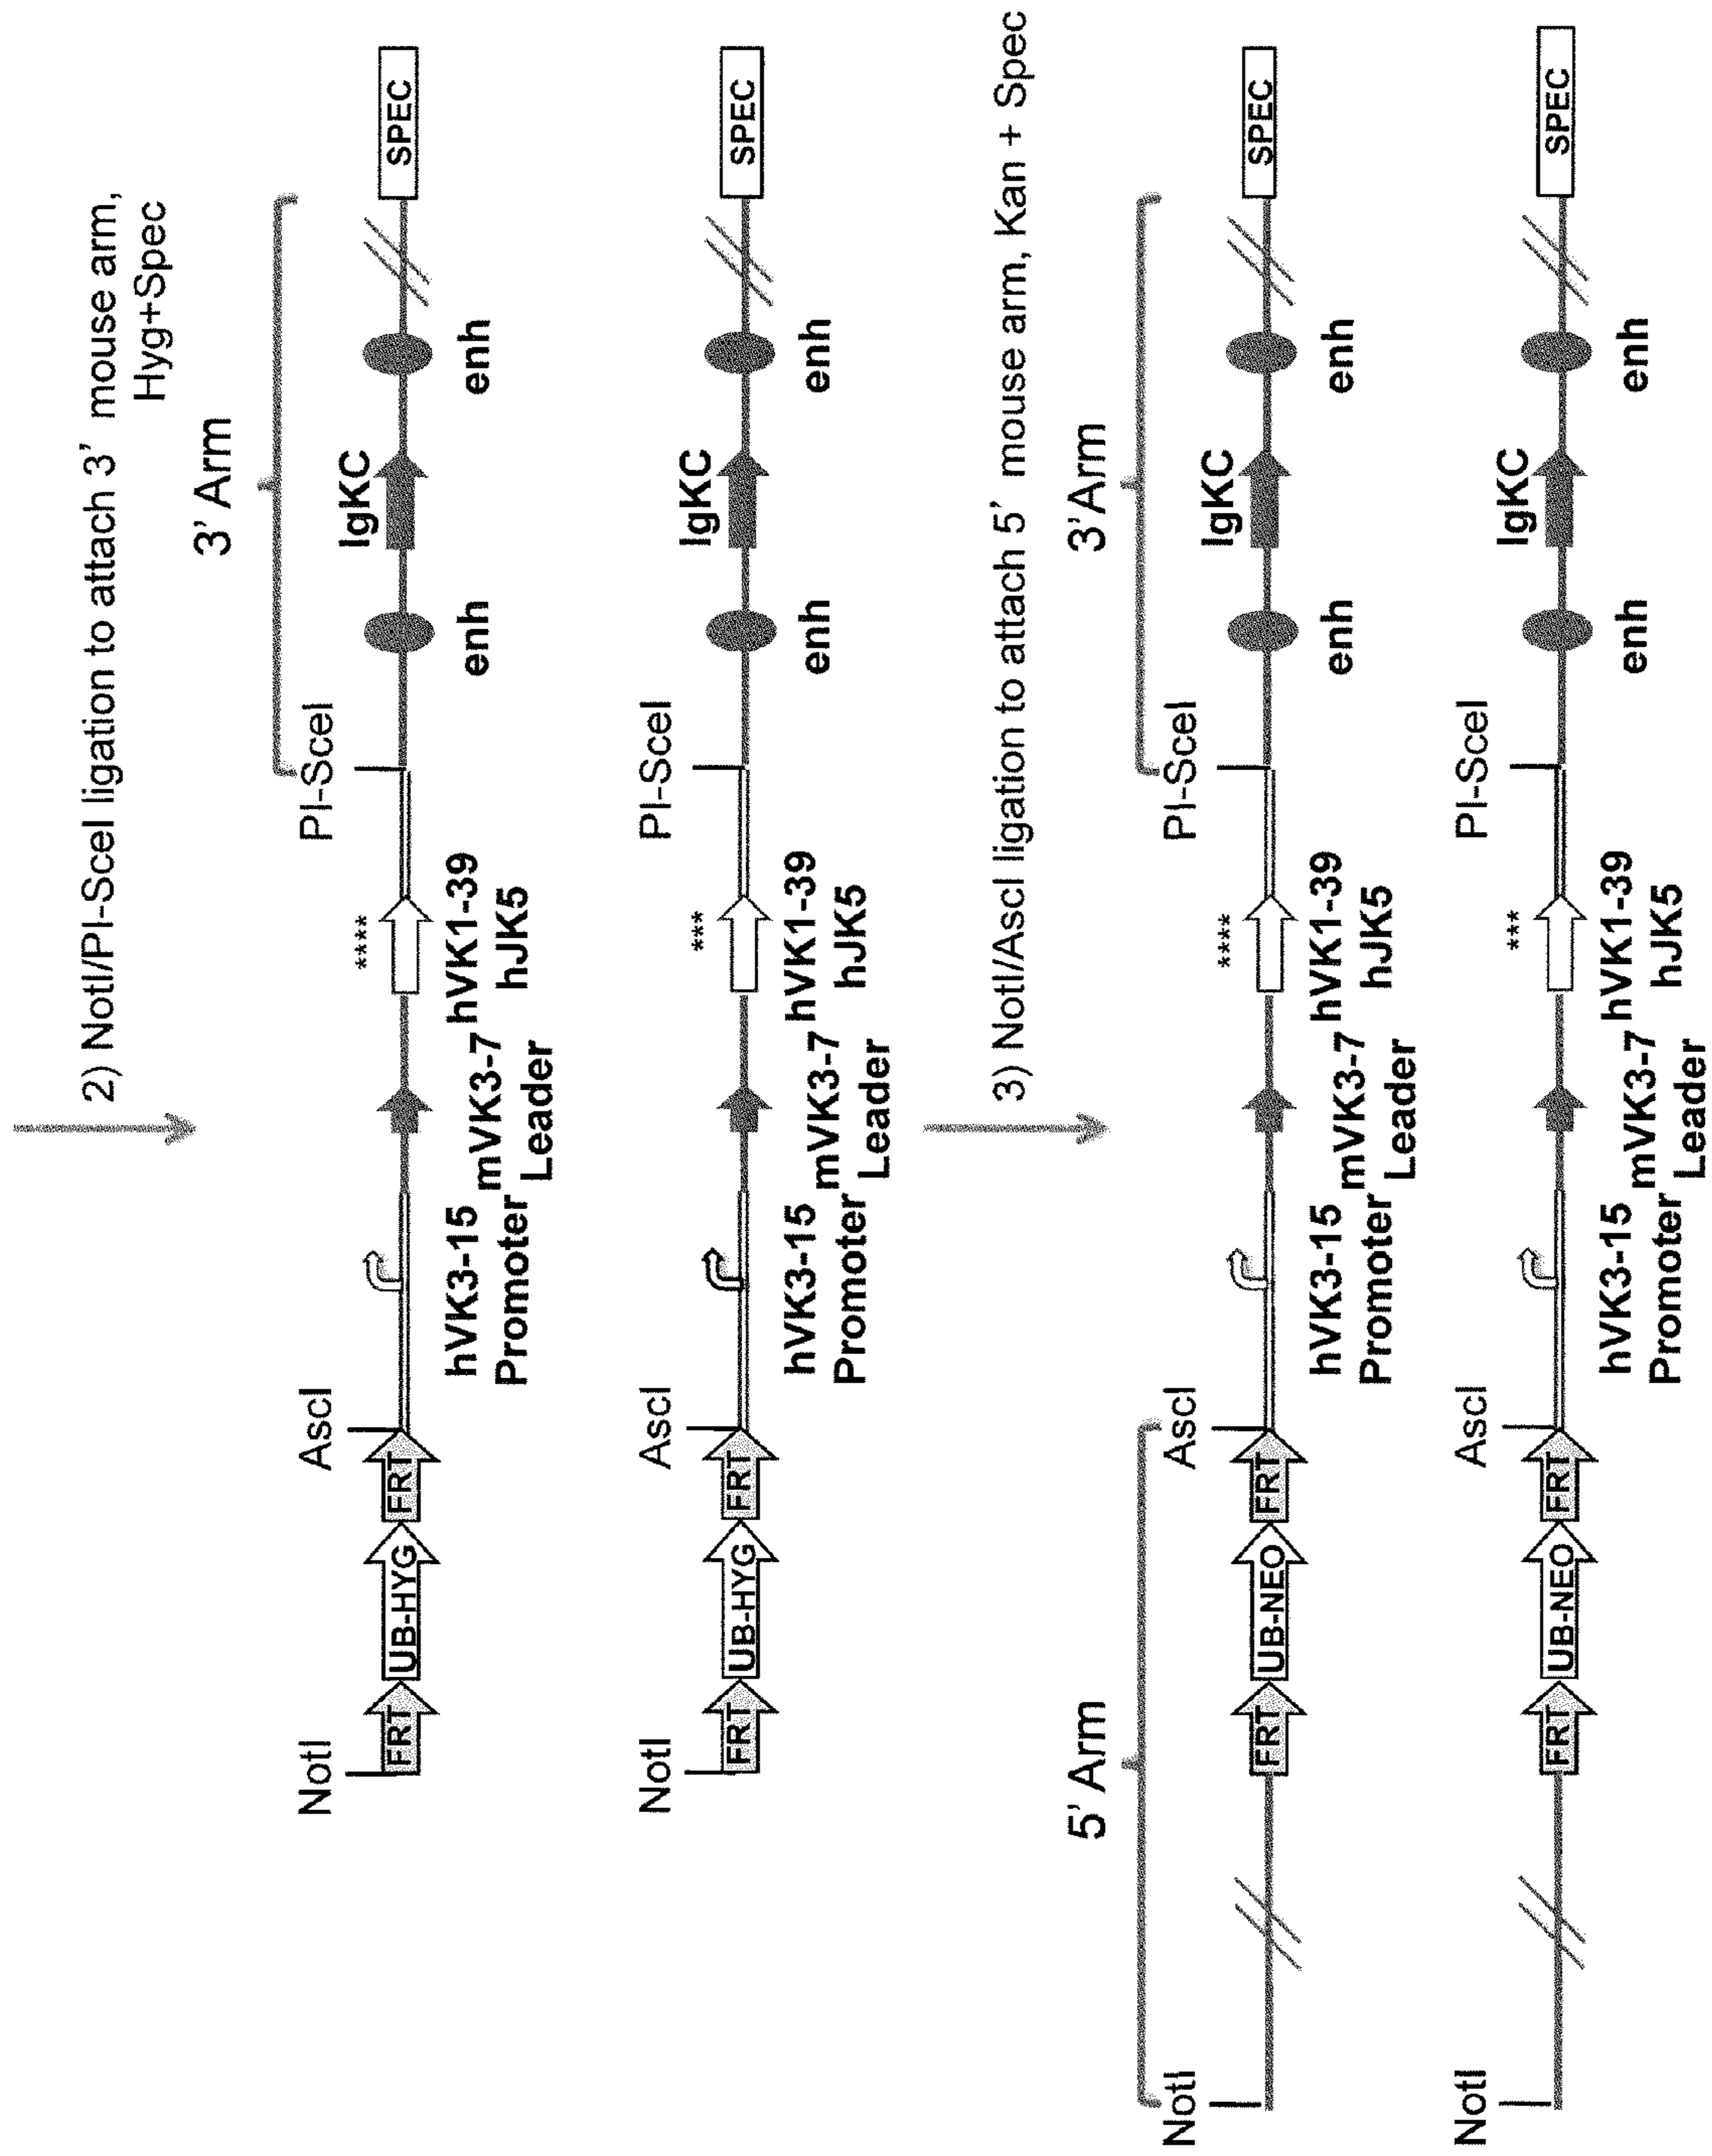 2) NotI/PI-SceI ligation to attach 3’ mouse arm,
Hyg+Spec
3’ Arm
NotI AscI PI-SceI IgKC
FRT UB-HYG FRT **** SPEC
hVK3-15 mVK3-7 hVK1-39 enh enh
Promoter Leader hJK5
NotI AscI PI-SceI IgKC
FRT UB-HYG FRT *** SPEC
hVK3-15 mVK3-7 hVK1-39 enh enh
Promoter Leader hJK5
3) NotI/AscI ligation to attach 5’ mouse arm, Kan + Spec
5’ Arm 3’Arm
NotI AscI PI-SceI IgKC
FRT UB-NEO FRT **** SPEC
hVK3-15 mVK3-7 hVK1-39 enh enh
Promoter Leader hJK5
NotI AscI PI-SceI IgKC
FRT UB-NEO FRT *** SPEC
hVK3-15 mVK3-7 hVK1-39 enh enh
Promoter Leader hJK5